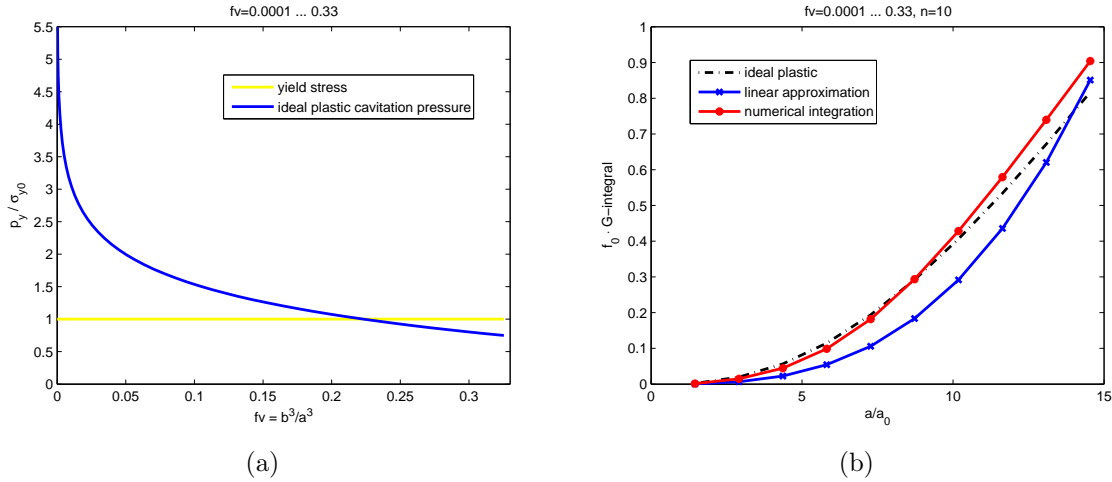 fv=0.0001 ... 0.33
5.5
5
4.5
4
3.5
3
2.5
2
1.5
1
0.5
0
p_y / σ_y0
yield stress
ideal plastic cavitation pressure
0 0.05 0.1 0.15 0.2 0.25 0.3
fv = b^3/a^3
(a)
fv=0.0001 ... 0.33, n=10
1
0.9
0.8
0.7
0.6
0.5
0.4
0.3
0.2
0.1
0
f_0 · G−integral
ideal plastic
linear approximation
numerical integration
0 5 10 15
a/a_0
(b)